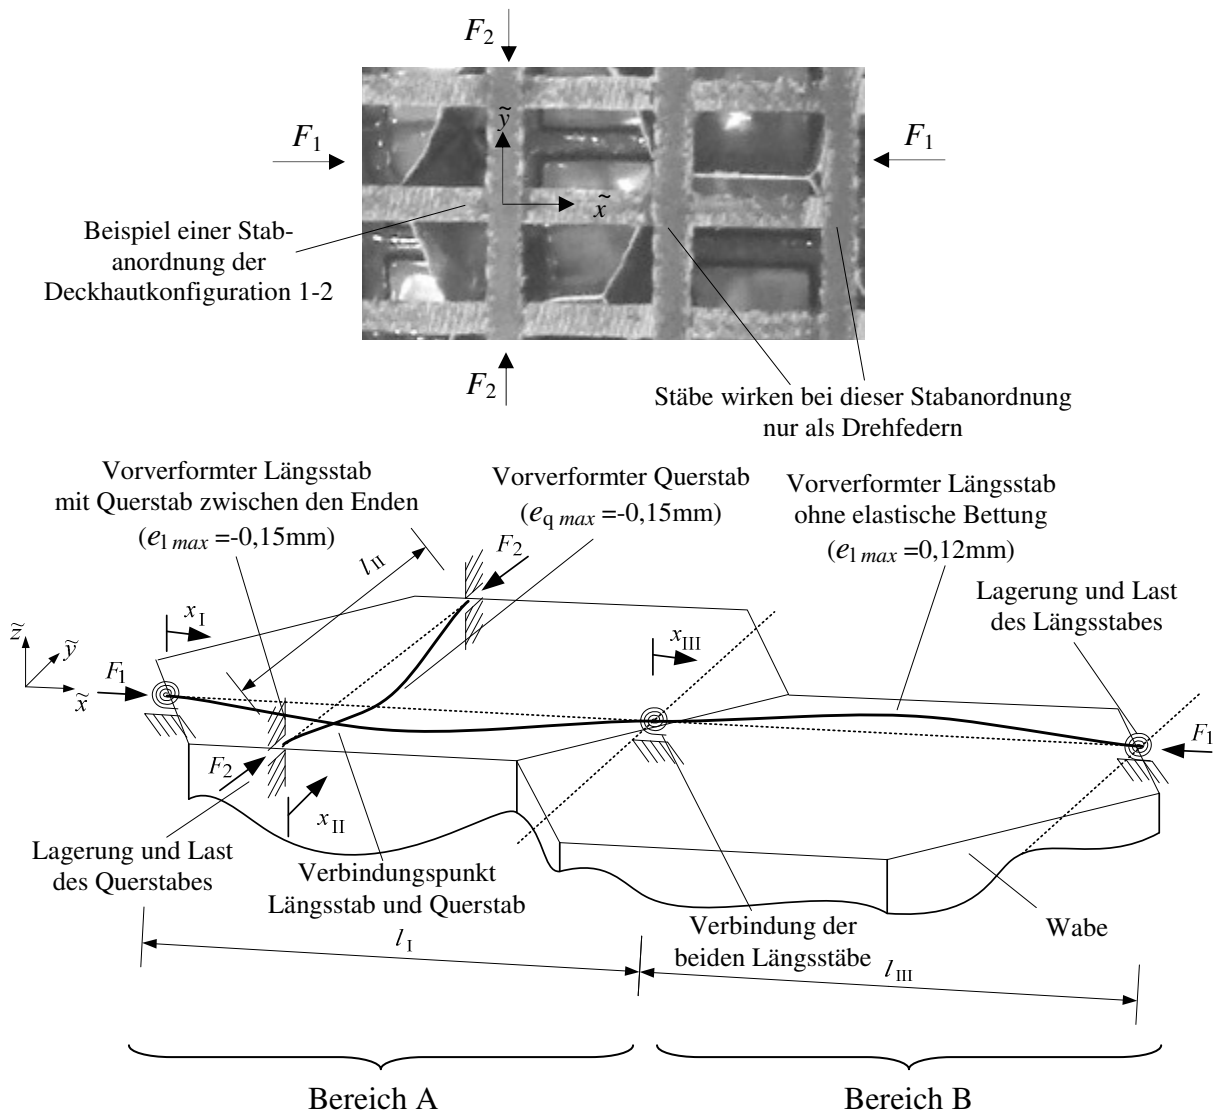 F2
ỹ
F1
F1
x̃
Beispiel einer Stab-
anordnung der
Deckhautkonfiguration 1-2
F2
Stäbe wirken bei dieser Stabanordnung
nur als Drehfedern
Vorverformter Längsstab
mit Querstab zwischen den Enden
(el max =-0,15mm)
Vorverformter Querstab
(eq max =-0,15mm)
Vorverformter Längsstab
ohne elastische Bettung
(el max =0,12mm)
Lagerung und Last
des Längsstabes
lII
F2
xI
xIII
z̃
ỹ
x̃
F1
F1
F2
xII
Lagerung und Last
des Querstabes
Verbindungspunkt
Längsstab und Querstab
Verbindung der
beiden Längsstäbe
Wabe
lI
lIII
Bereich A
Bereich B